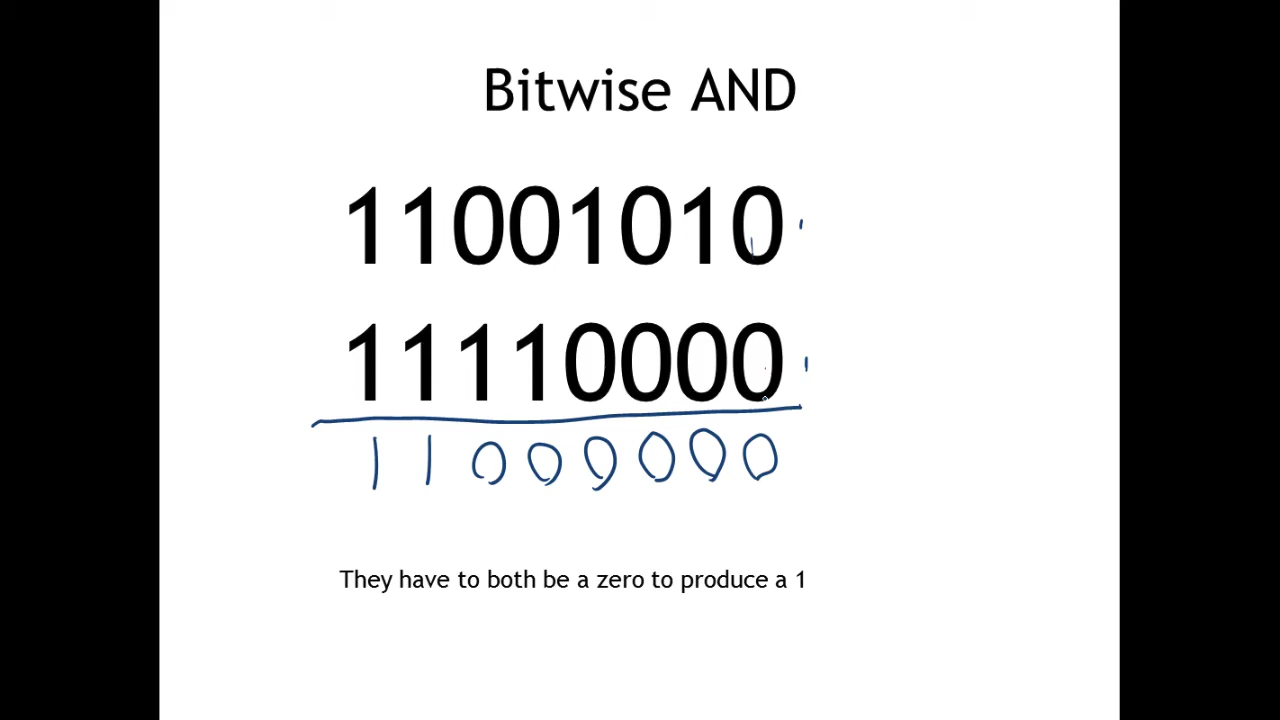 Bitwise AND
11001010
11110000
11000000
They have to both be a zero to produce a 1